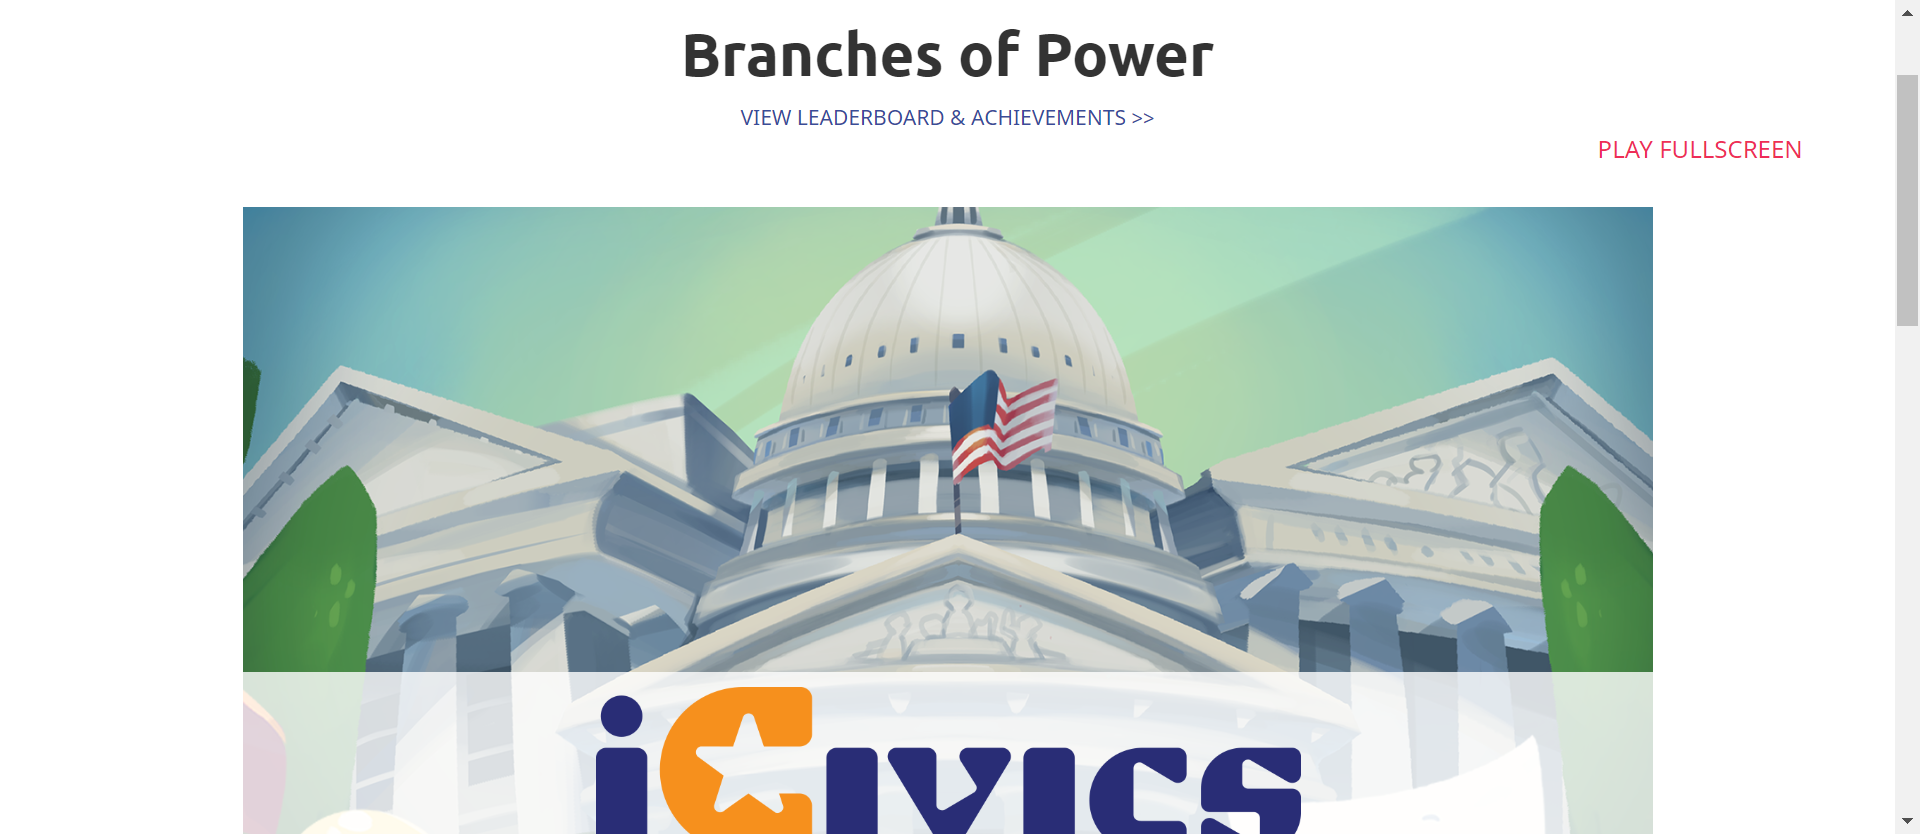 Branches of Power
VIEW LEADERBOARD & ACHIEVEMENTS >>
PLAY FULLSCREEN
iCivics